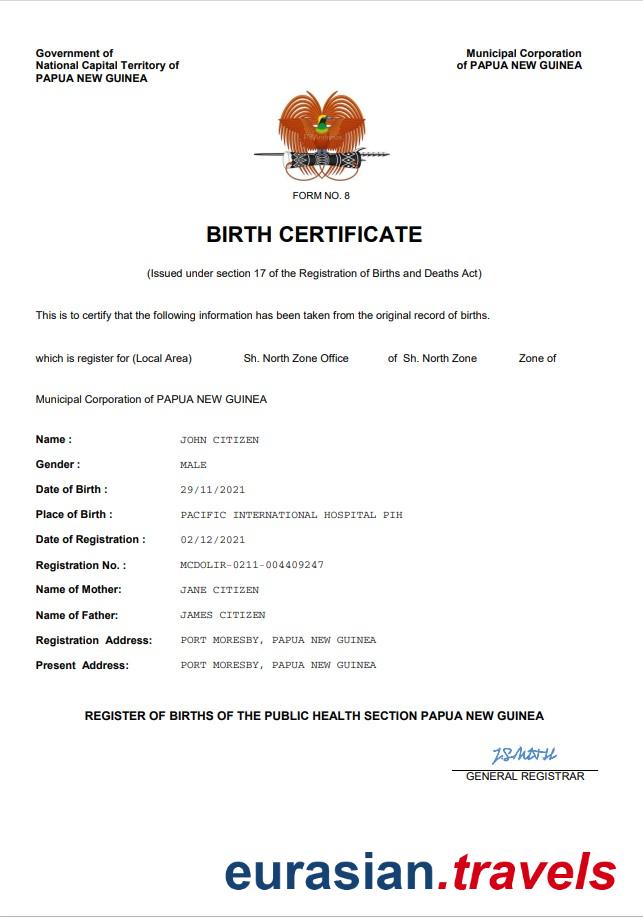 Government of
National Capital Territory of
PAPUA NEW GUINEA
Municipal Corporation
of PAPUA NEW GUINEA
FORM NO. 8
BIRTH CERTIFICATE
(Issued under section 17 of the Registration of Births and Deaths Act)
This is to certify that the following information has been taken from the original record of births.
which is register for (Local Area) Sh. North Zone Office of Sh. North Zone Zone of
Municipal Corporation of PAPUA NEW GUINEA
Name : JOHN CITIZEN
Gender : MALE
Date of Birth : 29/11/2021
Place of Birth : PACIFIC INTERNATIONAL HOSPITAL PIH
Date of Registration : 02/12/2021
Registration No. : MCDOLIR-0211-004409247
Name of Mother: JANE CITIZEN
Name of Father: JAMES CITIZEN
Registration Address: PORT MORESBY, PAPUA NEW GUINEA
Present Address: PORT MORESBY, PAPUA NEW GUINEA
REGISTER OF BIRTHS OF THE PUBLIC HEALTH SECTION PAPUA NEW GUINEA
GENERAL REGISTRAR
eurasian.travels